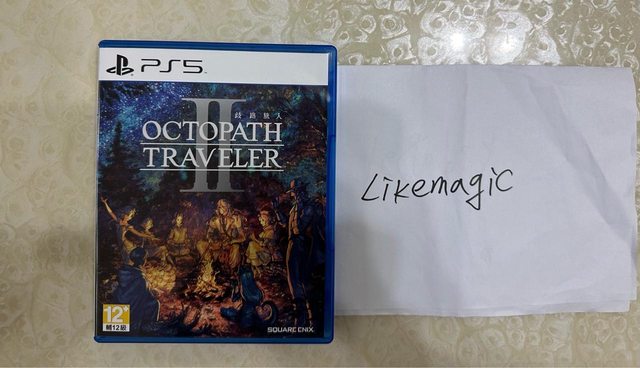 PS5
II
歧路旅人
OCTOPATH
TRAVELER
12+
輔12級
SQUARE ENIX
Likemagic